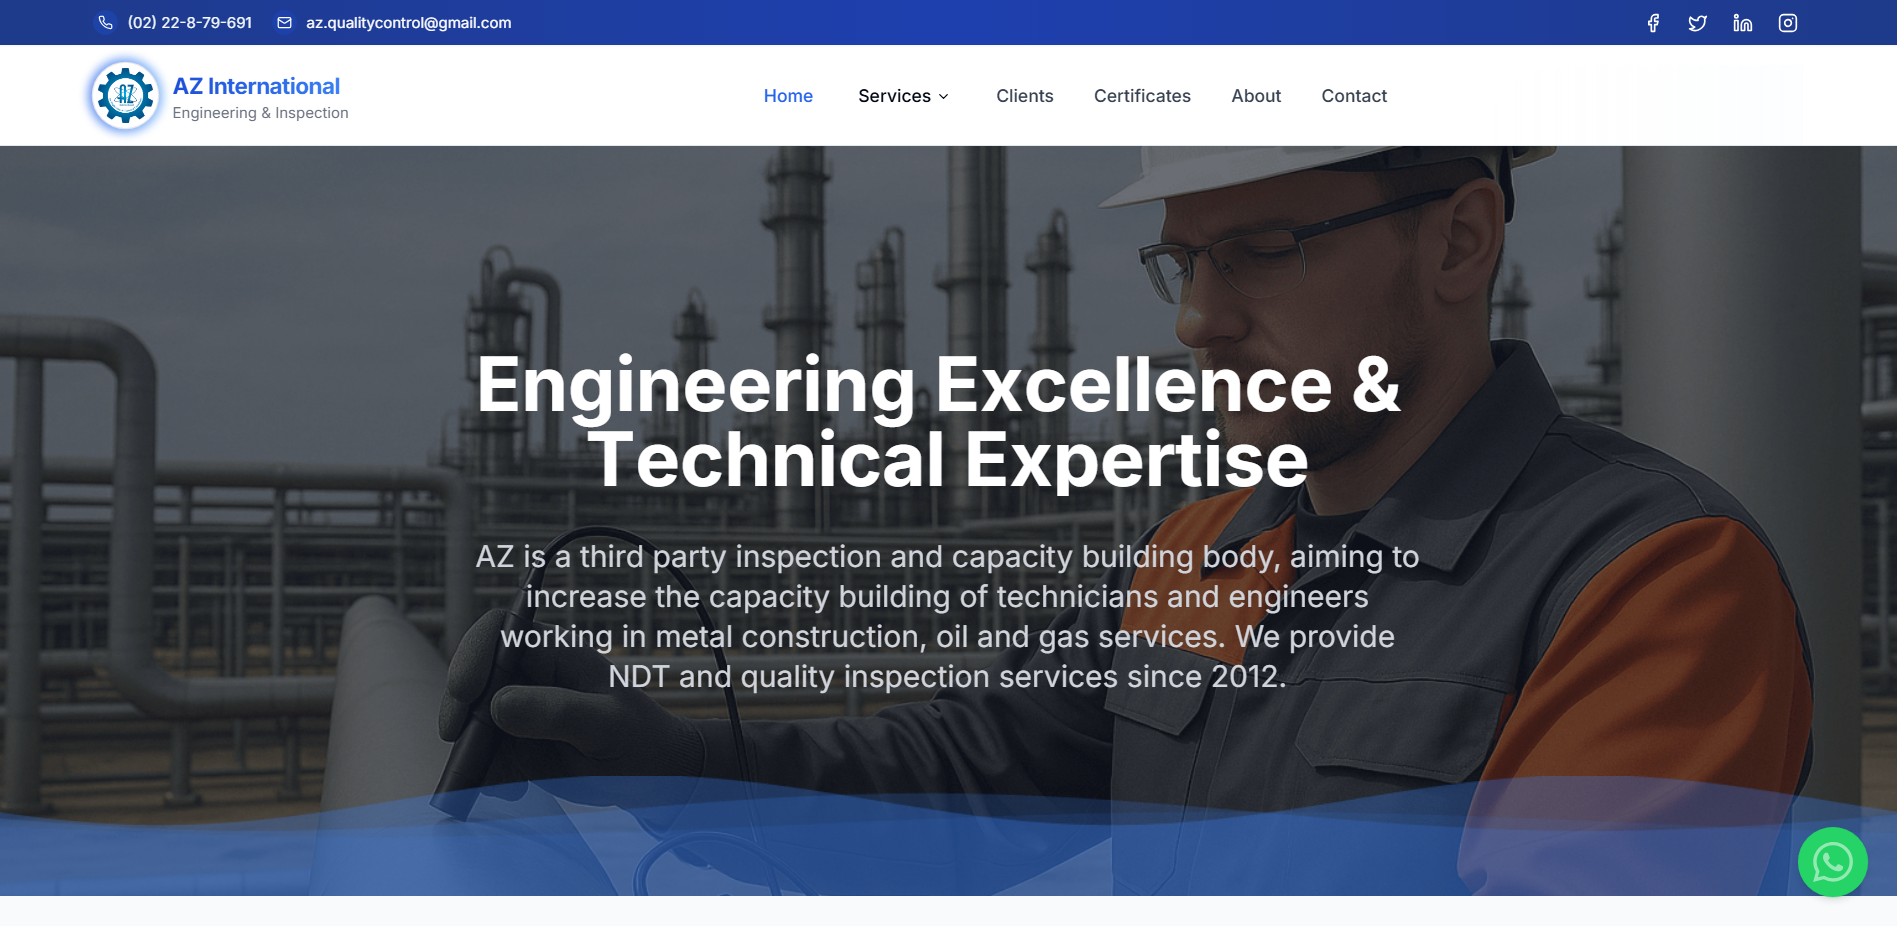 (02) 22-8-79-691 az.qualitycontrol@gmail.com
AZ
AZ International
Engineering & Inspection
Home Services Clients Certificates About Contact
Engineering Excellence &
Technical Expertise
AZ is a third party inspection and capacity building body, aiming to
increase the capacity building of technicians and engineers
working in metal construction, oil and gas services. We provide
NDT and quality inspection services since 2012.